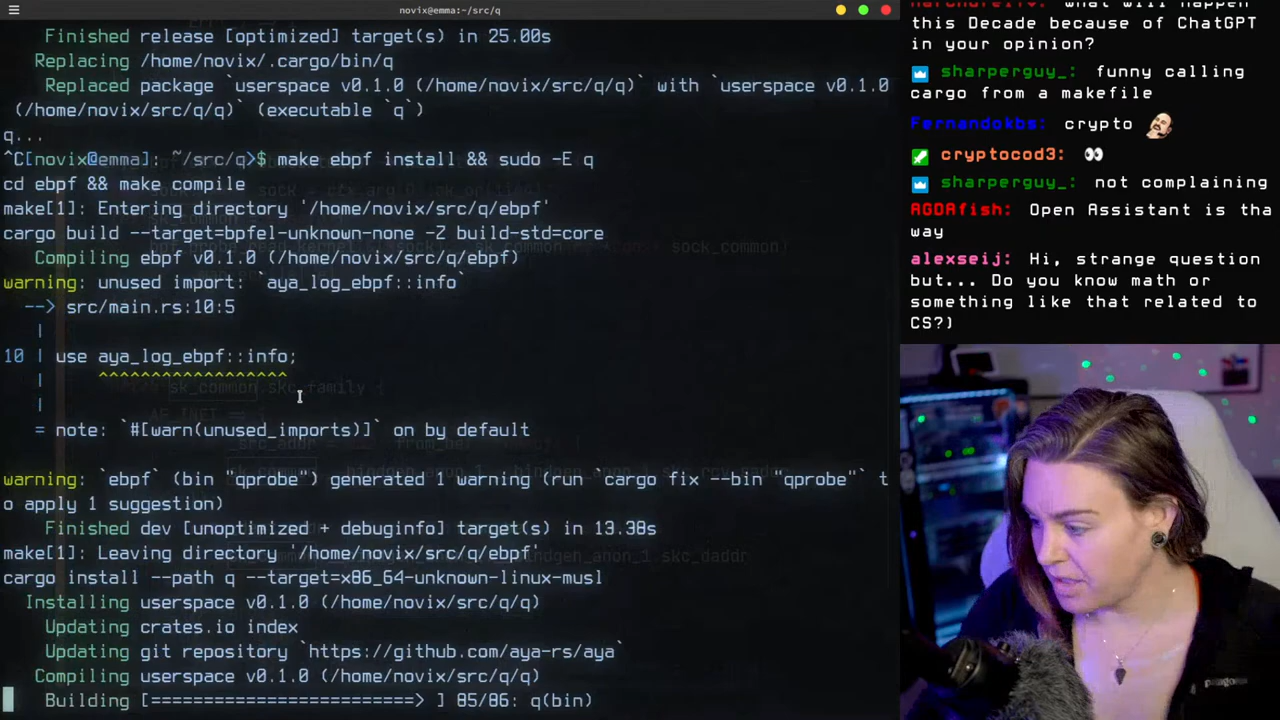 novix@emma:~/src/q
Finished release [optimized] target(s) in 25.00s
Replacing /home/novix/.cargo/bin/q
Replaced package `userspace v0.1.0 (/home/novix/src/q/q)` with `userspace v0.1.0
(/home/novix/src/q/q)` (executable `q`)
q...
^C[novix@emma]: ~/src/q>$ make ebpf install && sudo -E q
cd ebpf && make compile
make[1]: Entering directory '/home/novix/src/q/ebpf'
cargo build --target=bpfel-unknown-none -Z build-std=core
Compiling ebpf v0.1.0 (/home/novix/src/q/ebpf)
warning: unused import: `aya_log_ebpf::info`
--> src/main.rs:10:5
|
10 | use aya_log_ebpf::info;
| ^^^^^^^^^^^^^^^^^^
|
= note: `#[warn(unused_imports)]` on by default
warning: `ebpf` (bin "qprobe") generated 1 warning (run `cargo fix --bin "qprobe"` t
o apply 1 suggestion)
Finished dev [unoptimized + debuginfo] target(s) in 13.38s
make[1]: Leaving directory '/home/novix/src/q/ebpf'
cargo install --path q --target=x86_64-unknown-linux-musl
Installing userspace v0.1.0 (/home/novix/src/q/q)
Updating crates.io index
Updating git repository `https://github.com/aya-rs/aya`
Compiling userspace v0.1.0 (/home/novix/src/q/q)
Building [========================> ] 85/86: q(bin)
what will happen
this Decade because of ChatGPT
in your opinion?
sharperguy_: funny calling
cargo from a makefile
Fernandokbs: crypto
cryptocod3: 👀
sharperguy_: not complaining
AGDAfish: Open Assistant is tha
way
alexseij: Hi, strange question
but... Do you know math or
something like that related to
CS?)